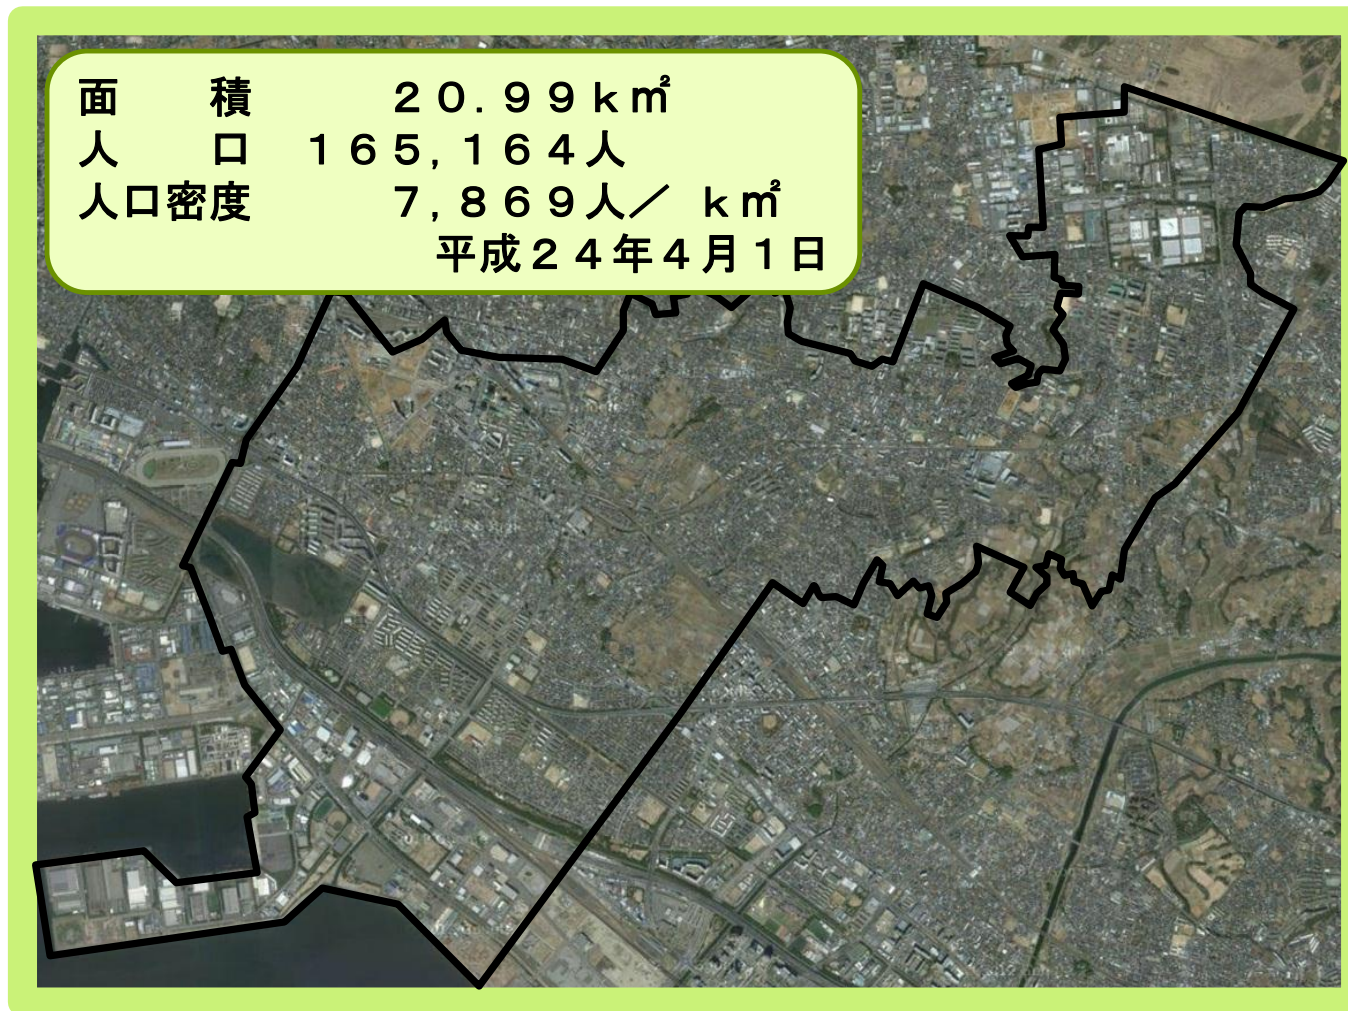 面　　積　　　２０.９９ｋ㎡
人　　口　１６５,１６４人
人口密度　　　７,８６９人／ ｋ㎡
平成２４年４月１日